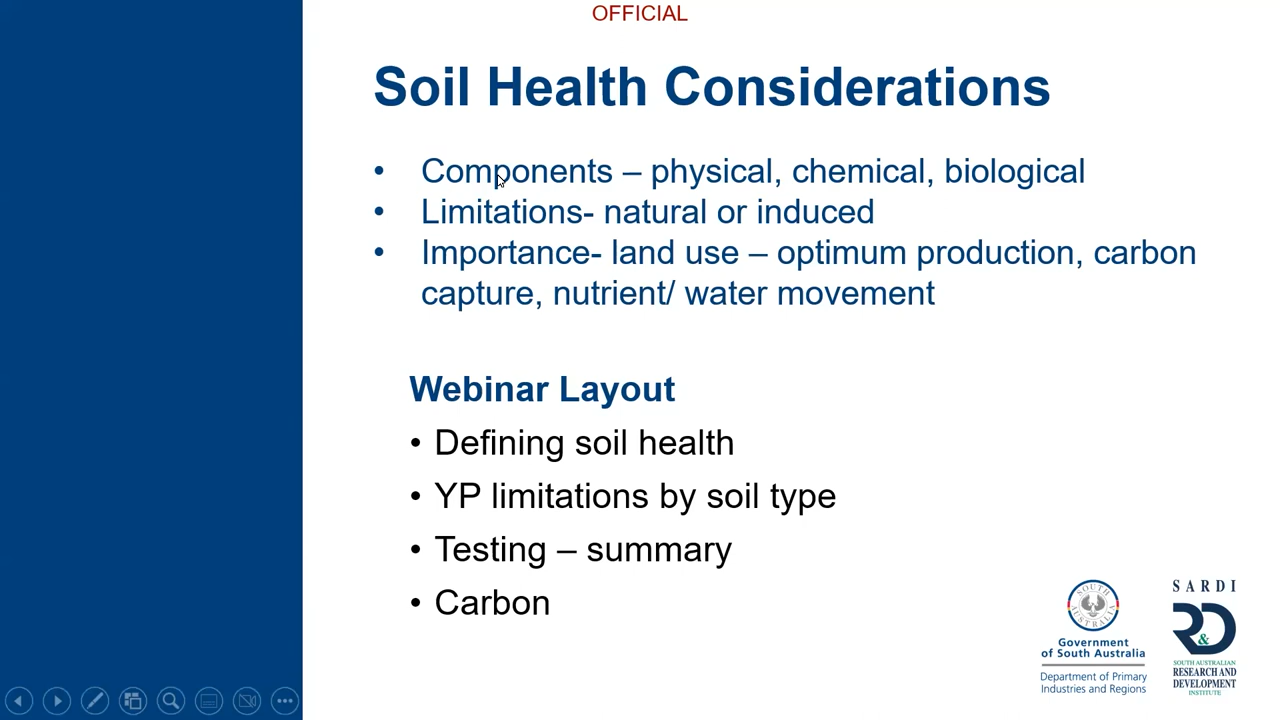 OFFICIAL
Soil Health Considerations
• Components – physical, chemical, biological
• Limitations- natural or induced
• Importance- land use – optimum production, carbon
capture, nutrient/ water movement
Webinar Layout
• Defining soil health
• YP limitations by soil type
• Testing – summary
• Carbon
SOUTH AUSTRALIA
Government
of South Australia
Department of Primary
Industries and Regions
SARDI
R&D
SOUTH AUSTRALIAN
RESEARCH AND
DEVELOPMENT
INSTITUTE